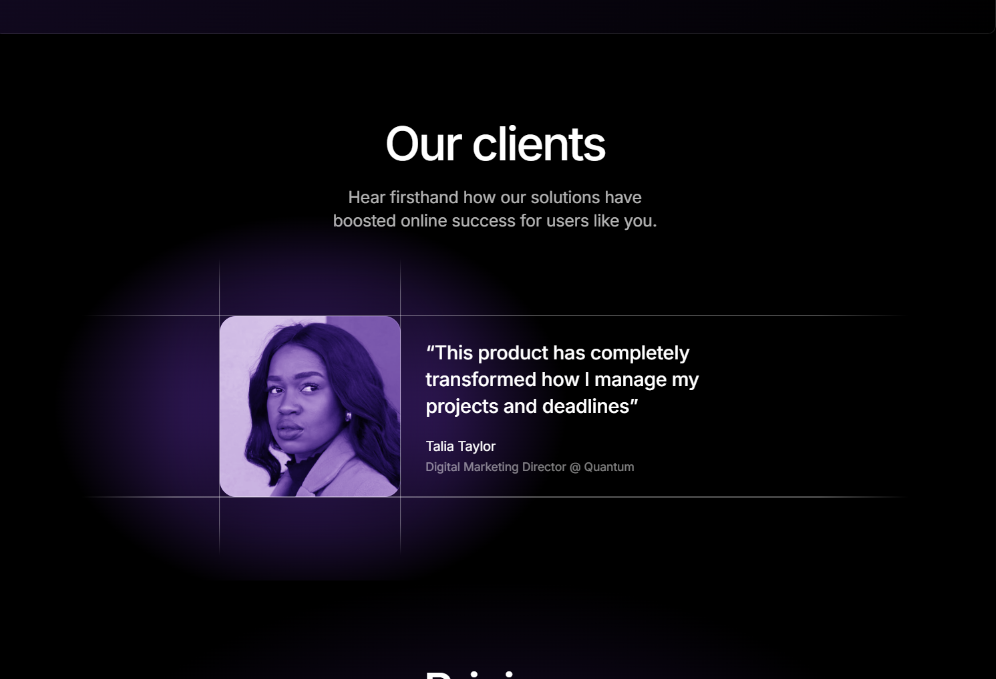 Our clients
Hear firsthand how our solutions have
boosted online success for users like you.
“This product has completely
transformed how I manage my
projects and deadlines”
Talia Taylor
Digital Marketing Director @ Quantum